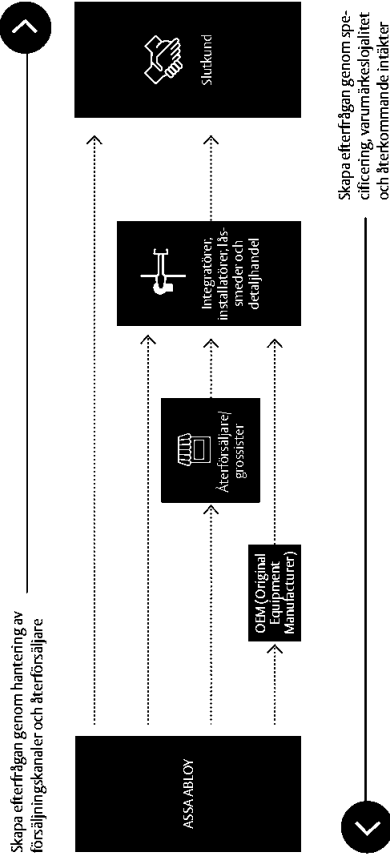 Skapa efterfrågan genom hantering av
försäljningskanaler och återförsäljare
ASSA ABLOY
OEM (Original
Equipment
Manufacturer)
Återförsäljare/
grossister
Integratörer,
installatörer, lås-
smeder och
detaljhandel
Slutkund
Skapa efterfrågan genom spe-
cificering, varumärkeslojalitet
och återkommande intäkter